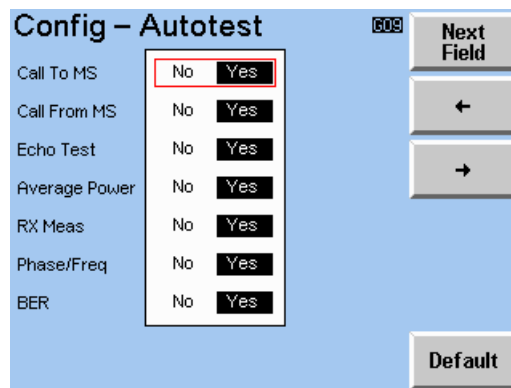 Config – Autotest
G09
Next
Field
Call To MS No Yes
Call From MS No Yes
←
Echo Test No Yes
→
Average Power No Yes
RX Meas No Yes
Phase/Freq No Yes
BER No Yes
Default